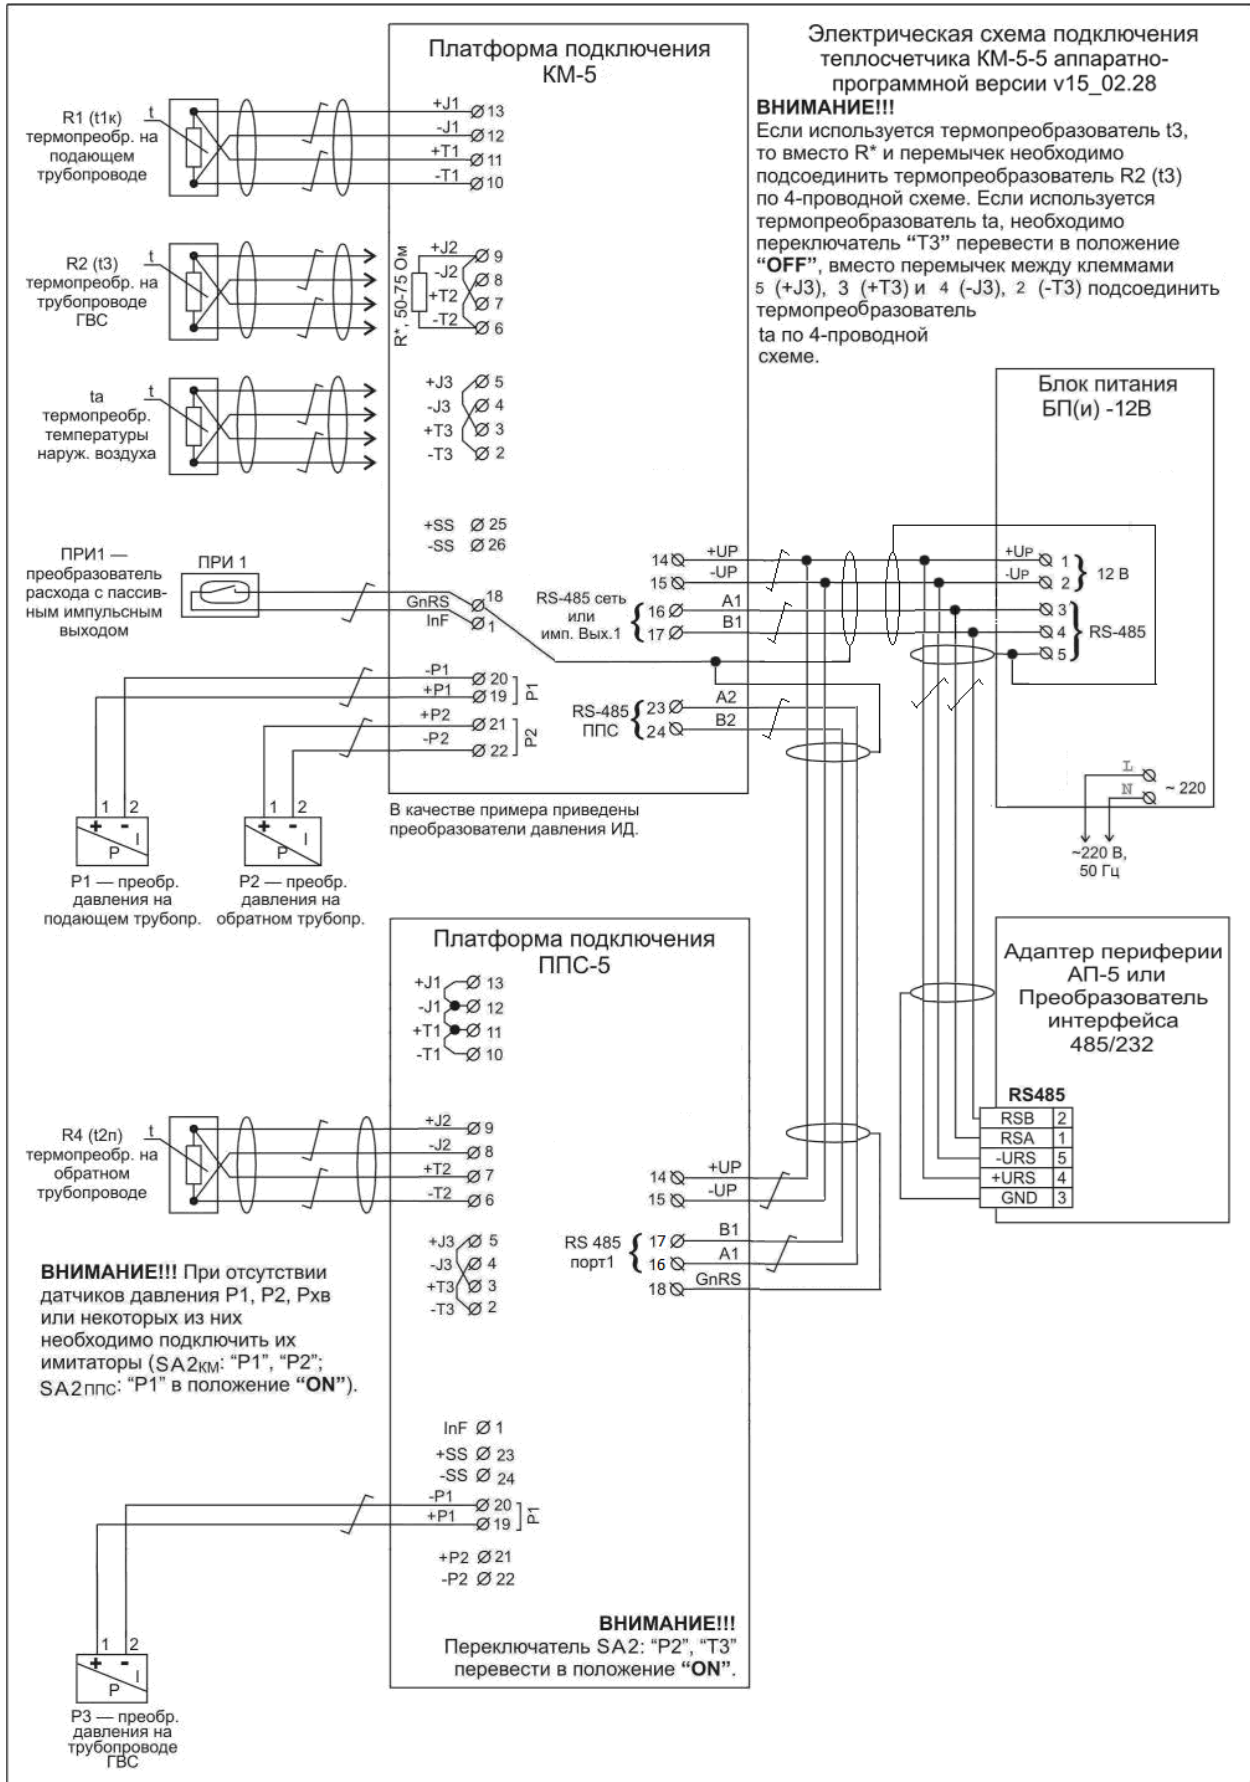 Электрическая схема подключения
теплосчетчика КМ-5-5 аппаратно-
программной версии v15_02.28
ВНИМАНИЕ!!!
Если используется термопреобразователь t3,
то вместо R* и перемычек необходимо
подсоединить термопреобразователь R2 (t3)
по 4-проводной схеме. Если используется
термопреобразователь ta, необходимо
переключатель “T3” перевести в положение
“OFF”, вместо перемычек между клеммами
5 (+J3), 3 (+T3) и 4 (-J3), 2 (-T3) подсоединить
термопреобразователь
ta по 4-проводной
схеме.
Платформа подключения
КМ-5
R1 (t1к)
термопреобр. на
подающем
трубопроводе
t
+J1 13
-J1 12
+T1 11
-T1 10
R2 (t3)
термопреобр. на
трубопроводе
ГВС
t
R*, 50-75 Ом
+J2 9
-J2 8
+T2 7
-T2 6
ta
термопреобр.
температуры
наруж. воздуха
t
+J3 5
-J3 4
+T3 3
-T3 2
+SS 25
-SS 26
ПРИ1 —
преобразователь
расхода с пассив-
ным импульсным
выходом
ПРИ 1
GnRS 18
InF 1
14 +UP
15 -UP
RS-485 сеть
или
имп. Вых.1
16 A1
17 B1
-P1 20
+P1 19
P1
+P2 21
-P2 22
P2
RS-485
ППС
23 A2
24 B2
Блок питания
БП(и) -12В
+UP 1
-UP 2
12 В
3
4
5
RS-485
L
N
~ 220
~220 В,
50 Гц
1 2
+ -
I
P
P1 — преобр.
давления на
подающем трубопр.
1 2
+ -
I
P
P2 — преобр.
давления на
обратном трубопр.
В качестве примера приведены
преобразователи давления ИД.
Платформа подключения
ППС-5
+J1 13
-J1 12
+T1 11
-T1 10
R4 (t2п)
термопреобр. на
обратном
трубопроводе
t
+J2 9
-J2 8
+T2 7
-T2 6
+J3 5
-J3 4
+T3 3
-T3 2
14 +UP
15 -UP
RS 485
порт1
17 B1
16 A1
18 GnRS
Адаптер периферии
АП-5 или
Преобразователь
интерфейса
485/232
RS485
RSB 2
RSA 1
-URS 5
+URS 4
GND 3
ВНИМАНИЕ!!! При отсутствии
датчиков давления P1, P2, Pхв
или некоторых из них
необходимо подключить их
имитаторы (SA2КМ: “P1”, “P2”;
SA2ППС: “P1” в положение “ON”).
InF 1
+SS 23
-SS 24
-P1 20
+P1 19
P1
+P2 21
-P2 22
ВНИМАНИЕ!!!
Переключатель SA2: “P2”, “T3”
перевести в положение “ON”.
1 2
+ -
I
P
P3 — преобр.
давления на
трубопроводе
ГВС